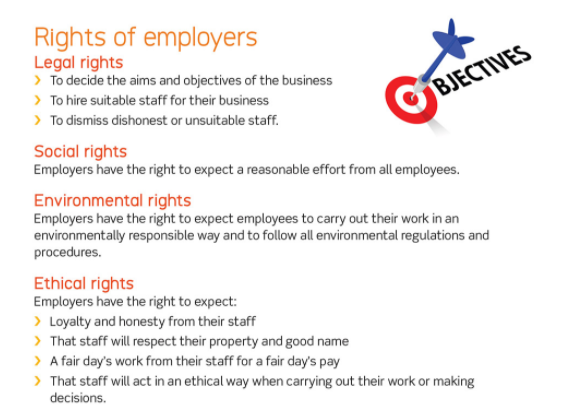 Rights of employers
Legal rights
› To decide the aims and objectives of the business
› To hire suitable staff for their business
› To dismiss dishonest or unsuitable staff.
BJECTIVES
Social rights
Employers have the right to expect a reasonable effort from all employees.
Environmental rights
Employers have the right to expect employees to carry out their work in an
environmentally responsible way and to follow all environmental regulations and
procedures.
Ethical rights
Employers have the right to expect:
› Loyalty and honesty from their staff
› That staff will respect their property and good name
› A fair day's work from their staff for a fair day's pay
› That staff will act in an ethical way when carrying out their work or making
decisions.